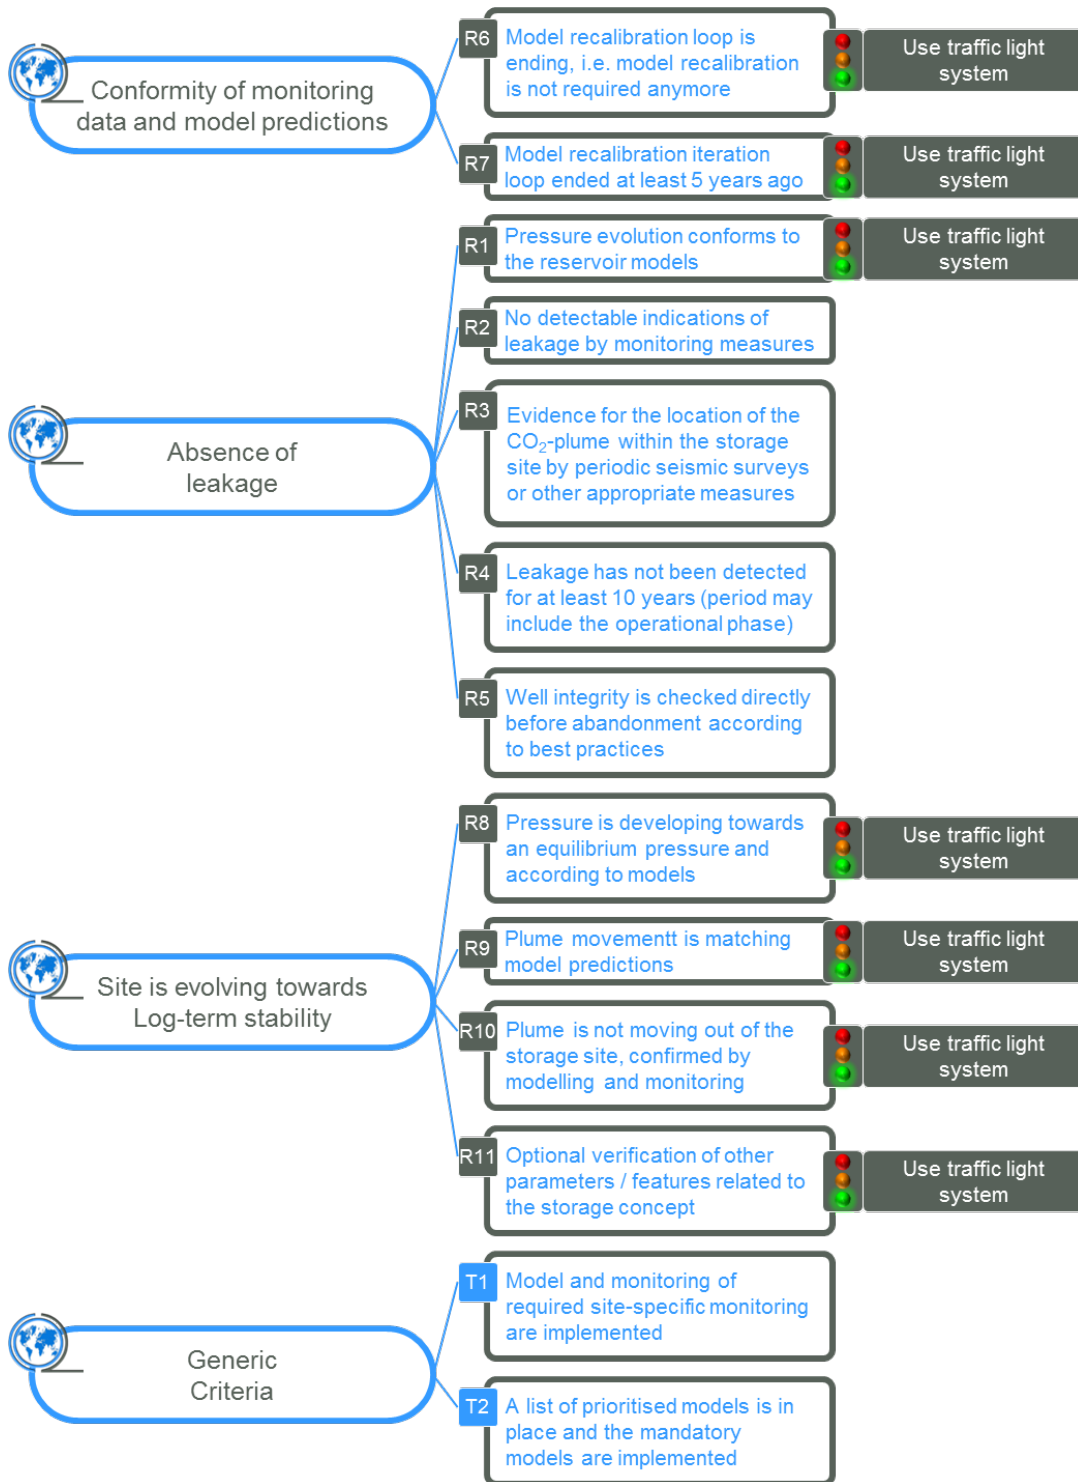 Conformity of monitoring
data and model predictions
R6
Model recalibration loop is
ending, i.e. model recalibration
is not required anymore
Use traffic light
system
R7
Model recalibration iteration
loop ended at least 5 years ago
Use traffic light
system
Absence of
leakage
R1
Pressure evolution conforms to
the reservoir models
Use traffic light
system
R2
No detectable indications of
leakage by monitoring measures
R3
Evidence for the location of the
CO₂-plume within the storage
site by periodic seismic surveys
or other appropriate measures
R4
Leakage has not been detected
for at least 10 years (period may
include the operational phase)
R5
Well integrity is checked directly
before abandonment according
to best practices
Site is evolving towards
Log-term stability
R8
Pressure is developing towards
an equilibrium pressure and
according to models
Use traffic light
system
R9
Plume movementt is matching
model predictions
Use traffic light
system
R10
Plume is not moving out of the
storage site, confirmed by
modelling and monitoring
Use traffic light
system
R11
Optional verification of other
parameters / features related to
the storage concept
Use traffic light
system
Generic
Criteria
T1
Model and monitoring of
required site-specific monitoring
are implemented
T2
A list of prioritised models is in
place and the mandatory
models are implemented